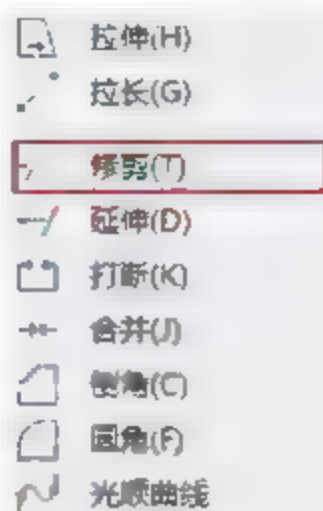 拉伸(H)
拉长(G)
修剪(T)
延伸(D)
打断(K)
合并(J)
倒角(C)
圆角(F)
光顺曲线